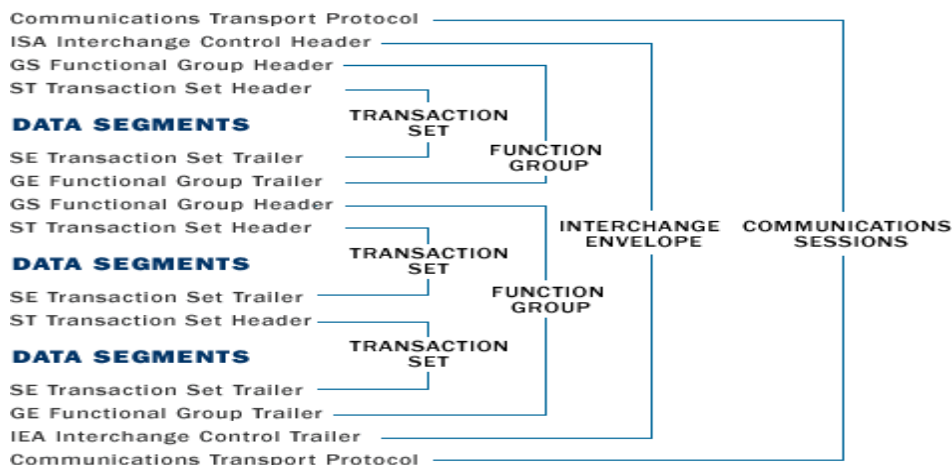 Communications Transport Protocol
ISA Interchange Control Header
GS Functional Group Header
ST Transaction Set Header
DATA SEGMENTS
TRANSACTION
SET
SE Transaction Set Trailer
FUNCTION
GROUP
GE Functional Group Trailer
GS Functional Group Header
ST Transaction Set Header
DATA SEGMENTS
TRANSACTION
SET
INTERCHANGE
ENVELOPE
COMMUNICATIONS
SESSIONS
SE Transaction Set Trailer
FUNCTION
GROUP
ST Transaction Set Header
DATA SEGMENTS
TRANSACTION
SET
SE Transaction Set Trailer
GE Functional Group Trailer
IEA Interchange Control Trailer
Communications Transport Protocol